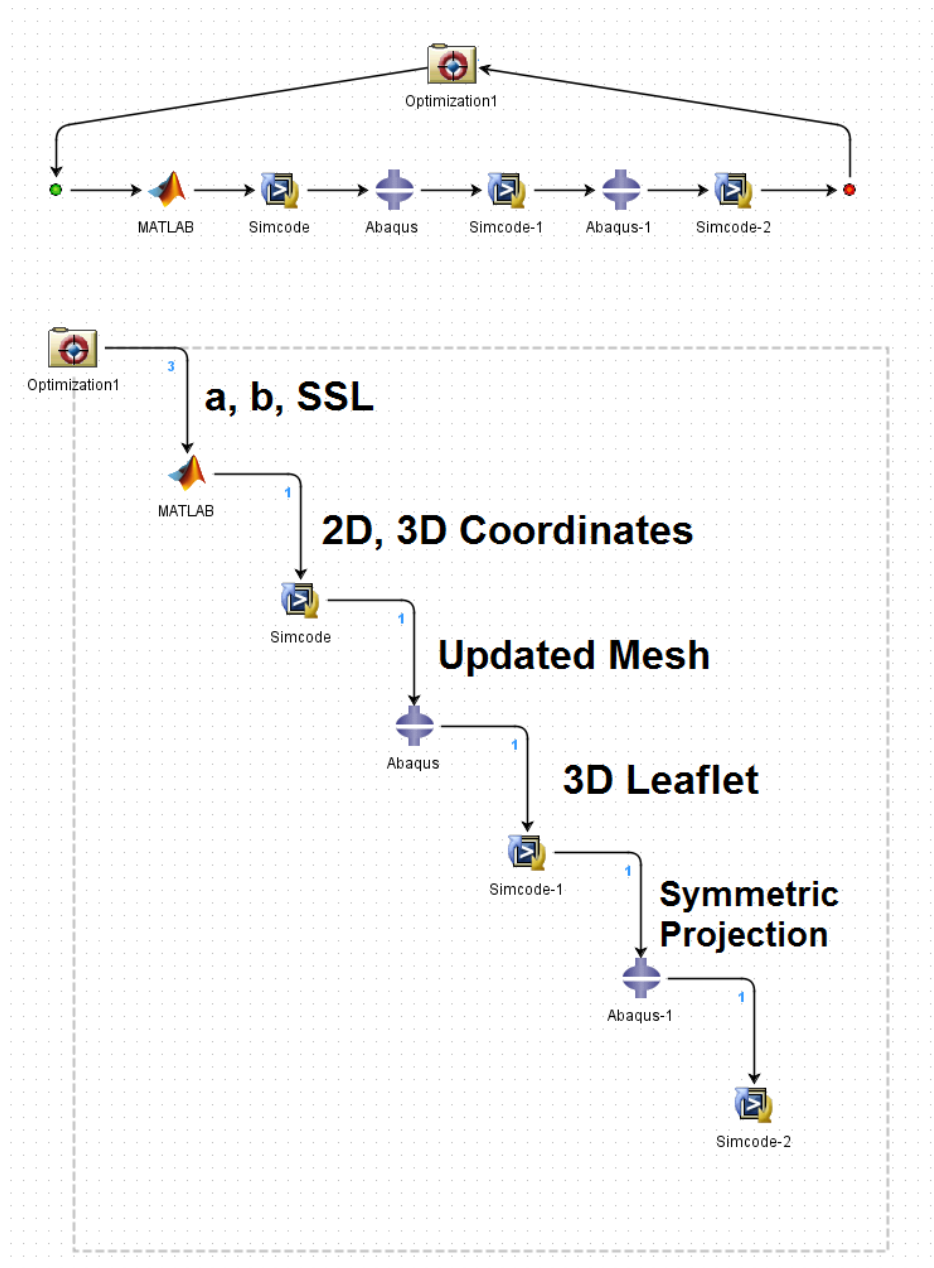 Optimization1
MATLAB
Simcode
Abaqus
Simcode-1
Abaqus-1
Simcode-2
Optimization1
3
a, b, SSL
MATLAB
1
2D, 3D Coordinates
Simcode
1
Updated Mesh
Abaqus
1
3D Leaflet
Simcode-1
1
Symmetric
Projection
Abaqus-1
1
Simcode-2